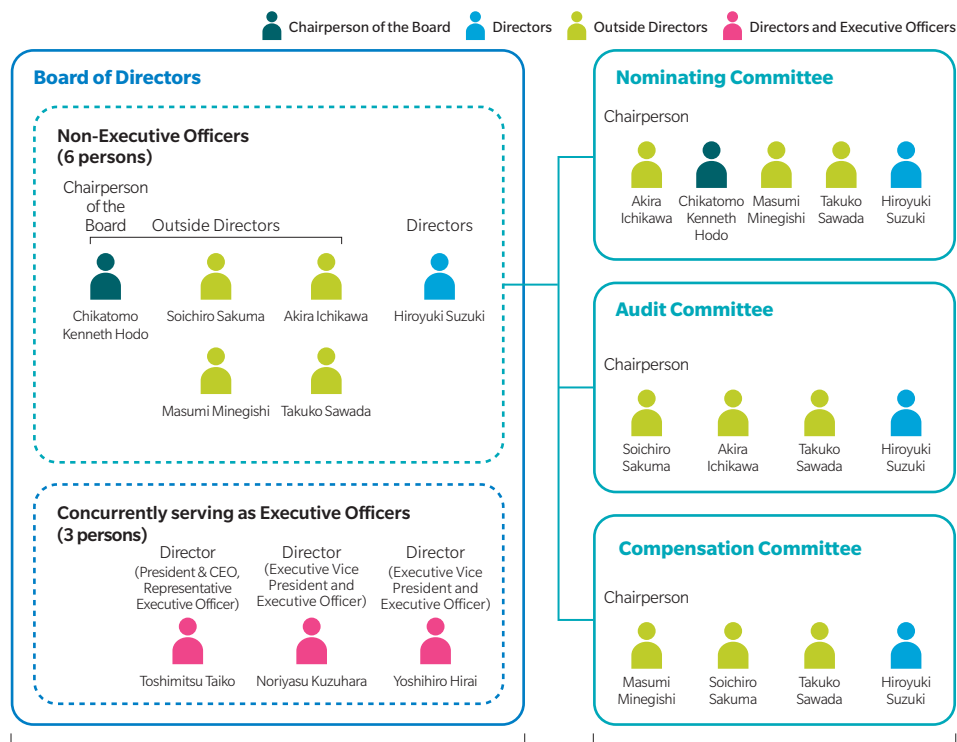 Chairperson of the Board
Directors
Outside Directors
Directors and Executive Officers
Board of Directors
Non-Executive Officers
(6 persons)
Chairperson
of the
Board
Outside Directors
Directors
Chikatomo
Kenneth Hodo
Soichiro Sakuma
Akira Ichikawa
Hiroyuki Suzuki
Masumi Minegishi
Takuko Sawada
Concurrently serving as Executive Officers
(3 persons)
Director
(President & CEO,
Representative
Executive Officer)
Director
(Executive Vice
President and
Executive Officer)
Director
(Executive Vice
President and
Executive Officer)
Toshimitsu Taiko
Noriyasu Kuzuhara
Yoshihiro Hirai
Nominating Committee
Chairperson
Akira
Ichikawa
Chikatomo
Kenneth
Hodo
Masumi
Minegishi
Takuko
Sawada
Hiroyuki
Suzuki
Audit Committee
Chairperson
Soichiro
Sakuma
Akira
Ichikawa
Takuko
Sawada
Hiroyuki
Suzuki
Compensation Committee
Chairperson
Masumi
Minegishi
Soichiro
Sakuma
Takuko
Sawada
Hiroyuki
Suzuki